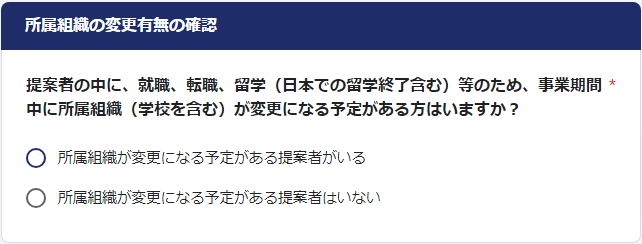 所属組織の変更有無の確認
提案者の中に、就職、転職、留学（日本での留学終了含む）等のため、事業期間 *
中に所属組織（学校を含む）が変更になる予定がある方はいますか？
所属組織が変更になる予定がある提案者がいる
所属組織が変更になる予定がある提案者はいない